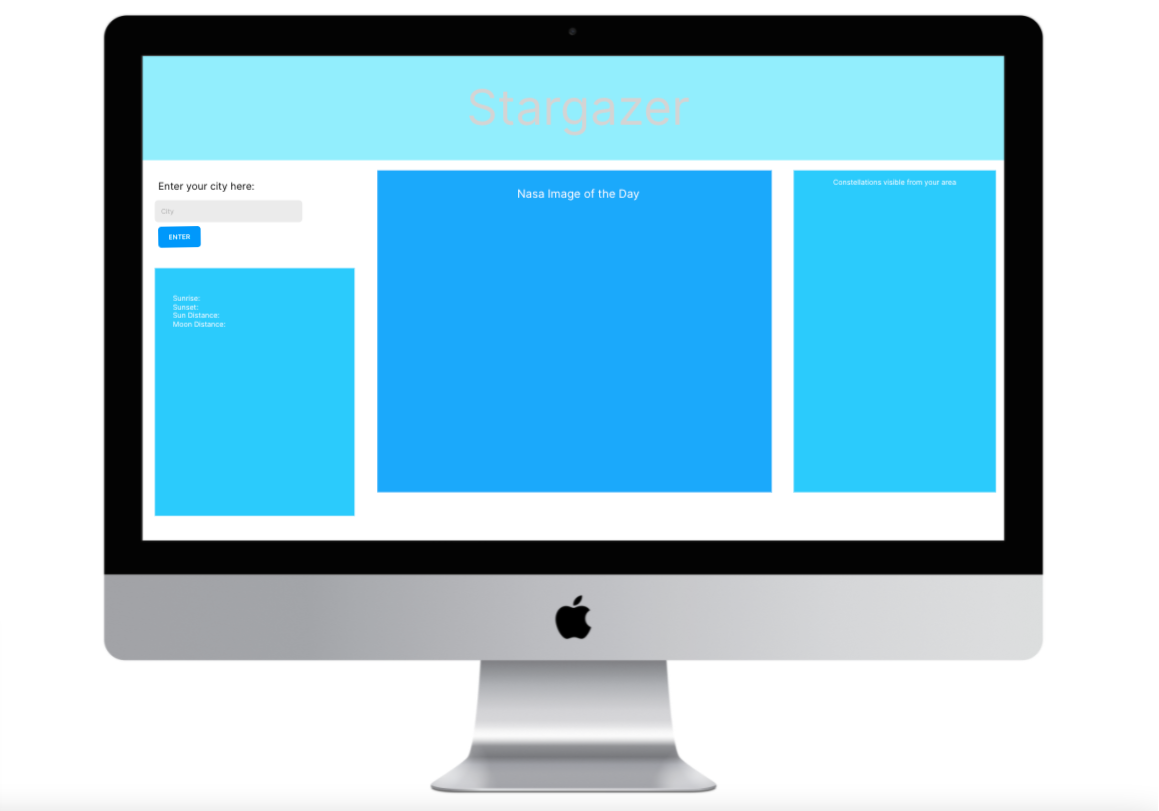 Stargazer
Enter your city here:
City
ENTER
Sunrise:
Sunset:
Sun Distance:
Moon Distance:
Nasa Image of the Day
Constellations visible from your area